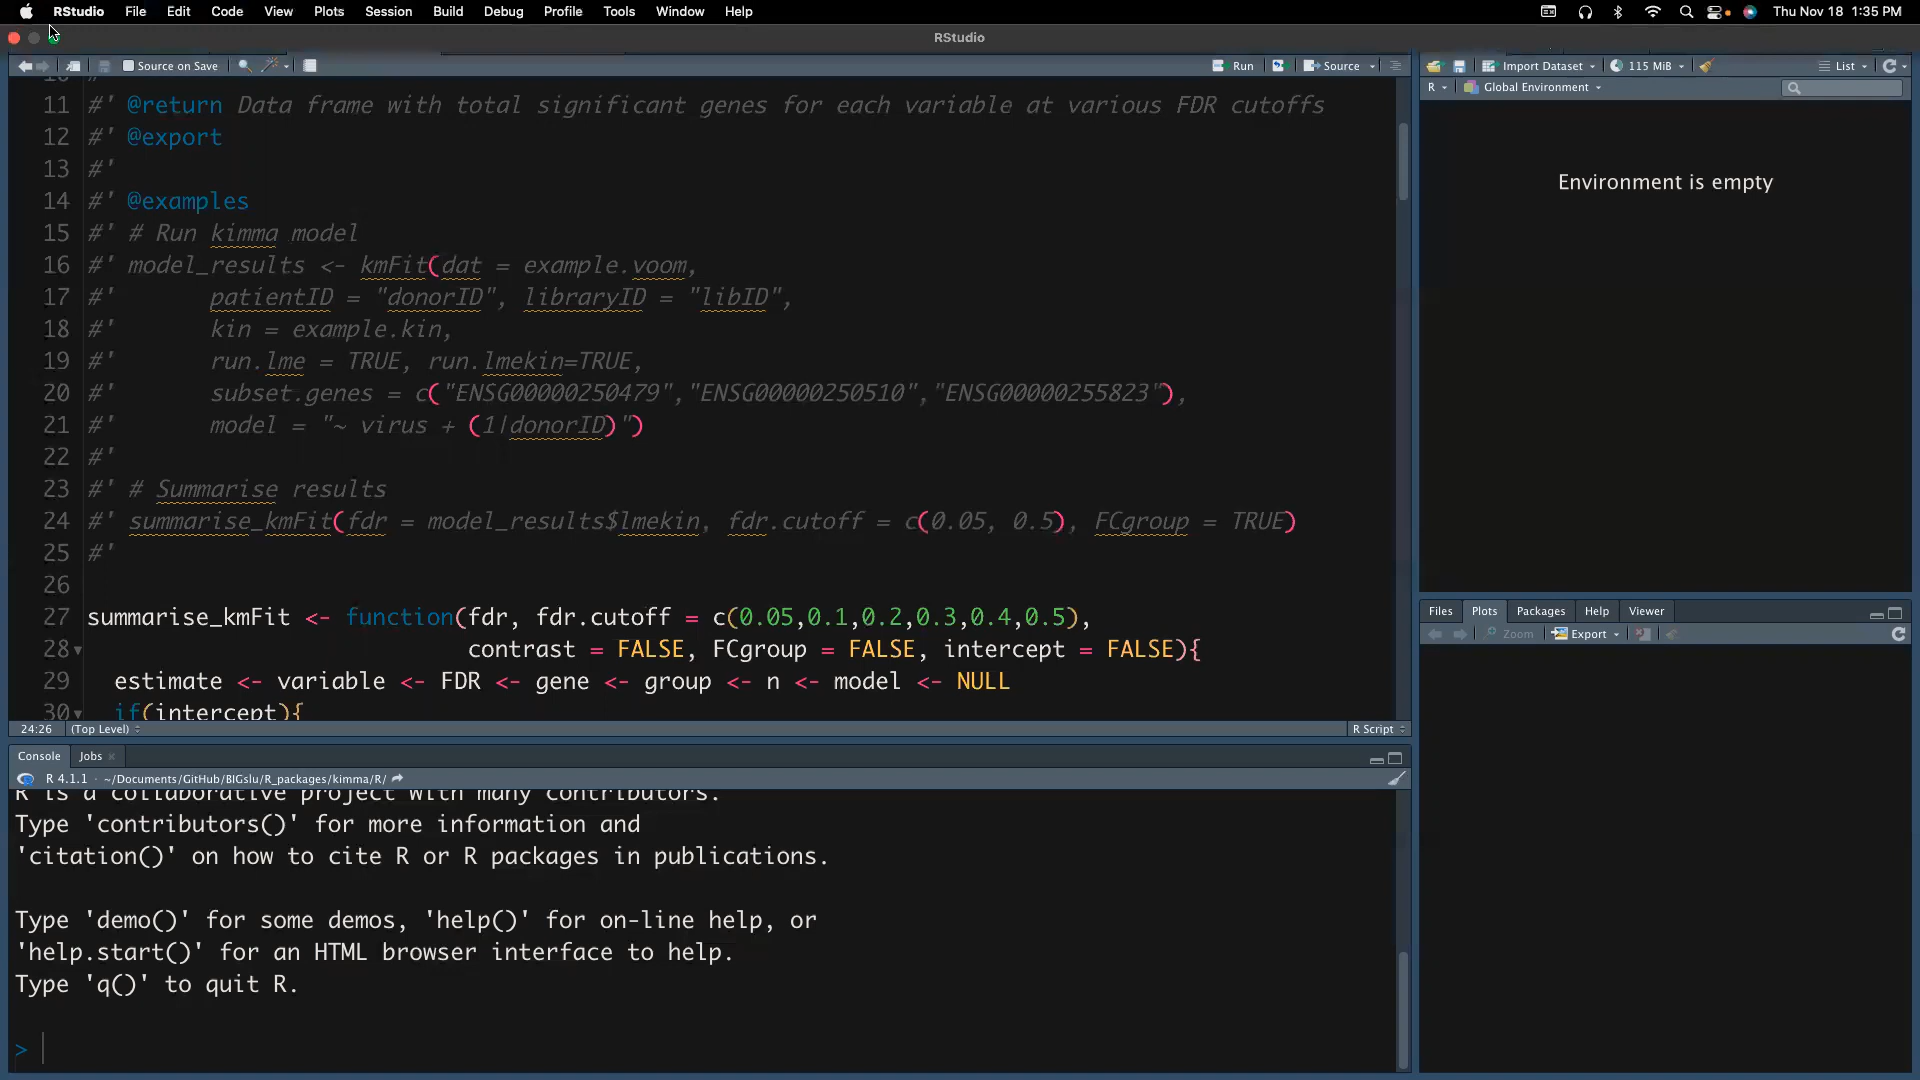 RStudio File Edit Code View Plots Session Build Debug Profile Tools Window Help Thu Nov 18 1:35 PM
RStudio
Source on Save Run Source
11 #' @return Data frame with total significant genes for each variable at various FDR cutoffs
12 #' @export
13 #'
14 #' @examples
15 #' # Run kimma model
16 #' model_results <- kmFit(dat = example.voom,
17 #' patientID = "donorID", libraryID = "libID",
18 #' kin = example.kin,
19 #' run.lme = TRUE, run.lmekin=TRUE,
20 #' subset.genes = c("ENSG00000250479","ENSG00000250510","ENSG00000255823"),
21 #' model = "~ virus + (1|donorID)")
22 #'
23 #' # Summarise results
24 #' summarise_kmFit(fdr = model_results$lmekin, fdr.cutoff = c(0.05, 0.5), FCgroup = TRUE)
25 #'
26
27 summarise_kmFit <- function(fdr, fdr.cutoff = c(0.05,0.1,0.2,0.3,0.4,0.5),
28 contrast = FALSE, FCgroup = FALSE, intercept = FALSE){
29 estimate <- variable <- FDR <- gene <- group <- n <- model <- NULL
30 if(intercept){
24:26 (Top Level) R Script
Console Jobs
R 4.1.1 · ~/Documents/GitHub/BIGslu/R_packages/kimma/R/
R is a collaborative project with many contributors.
Type 'contributors()' for more information and
'citation()' on how to cite R or R packages in publications.
Type 'demo()' for some demos, 'help()' for on-line help, or
'help.start()' for an HTML browser interface to help.
Type 'q()' to quit R.
>
Import Dataset 115 MiB List
R Global Environment
Environment is empty
Files Plots Packages Help Viewer
Zoom Export